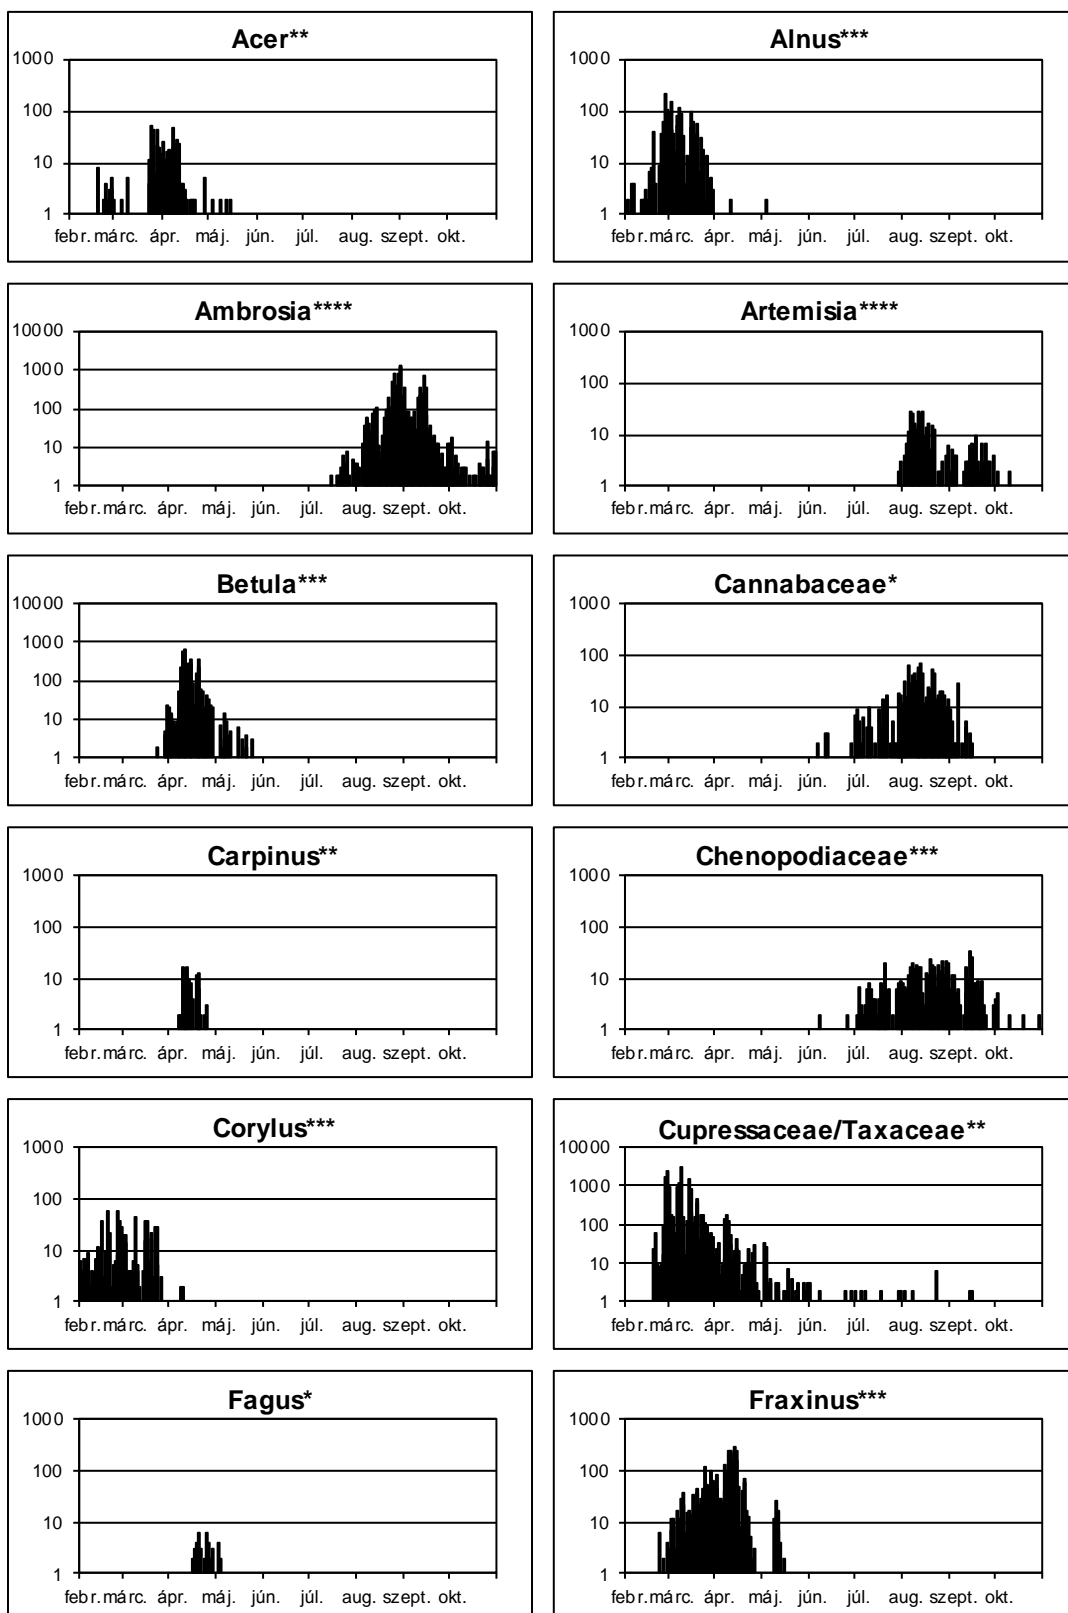 Acer**
1000
100
10
1
febr. márc. ápr. máj. jún. júl. aug. szept. okt.
Alnus***
1000
100
10
1
febr. márc. ápr. máj. jún. júl. aug. szept. okt.
Ambrosia****
10000
1000
100
10
1
febr. márc. ápr. máj. jún. júl. aug. szept. okt.
Artemisia****
1000
100
10
1
febr. márc. ápr. máj. jún. júl. aug. szept. okt.
Betula***
10000
1000
100
10
1
febr. márc. ápr. máj. jún. júl. aug. szept. okt.
Cannabaceae*
1000
100
10
1
febr. márc. ápr. máj. jún. júl. aug. szept. okt.
Carpinus**
1000
100
10
1
febr. márc. ápr. máj. jún. júl. aug. szept. okt.
Chenopodiaceae***
1000
100
10
1
febr. márc. ápr. máj. jún. júl. aug. szept. okt.
Corylus***
1000
100
10
1
febr. márc. ápr. máj. jún. júl. aug. szept. okt.
Cupressaceae/Taxaceae**
10000
1000
100
10
1
febr. márc. ápr. máj. jún. júl. aug. szept. okt.
Fagus*
1000
100
10
1
febr. márc. ápr. máj. jún. júl. aug. szept. okt.
Fraxinus***
1000
100
10
1
febr. márc. ápr. máj. jún. júl. aug. szept. okt.